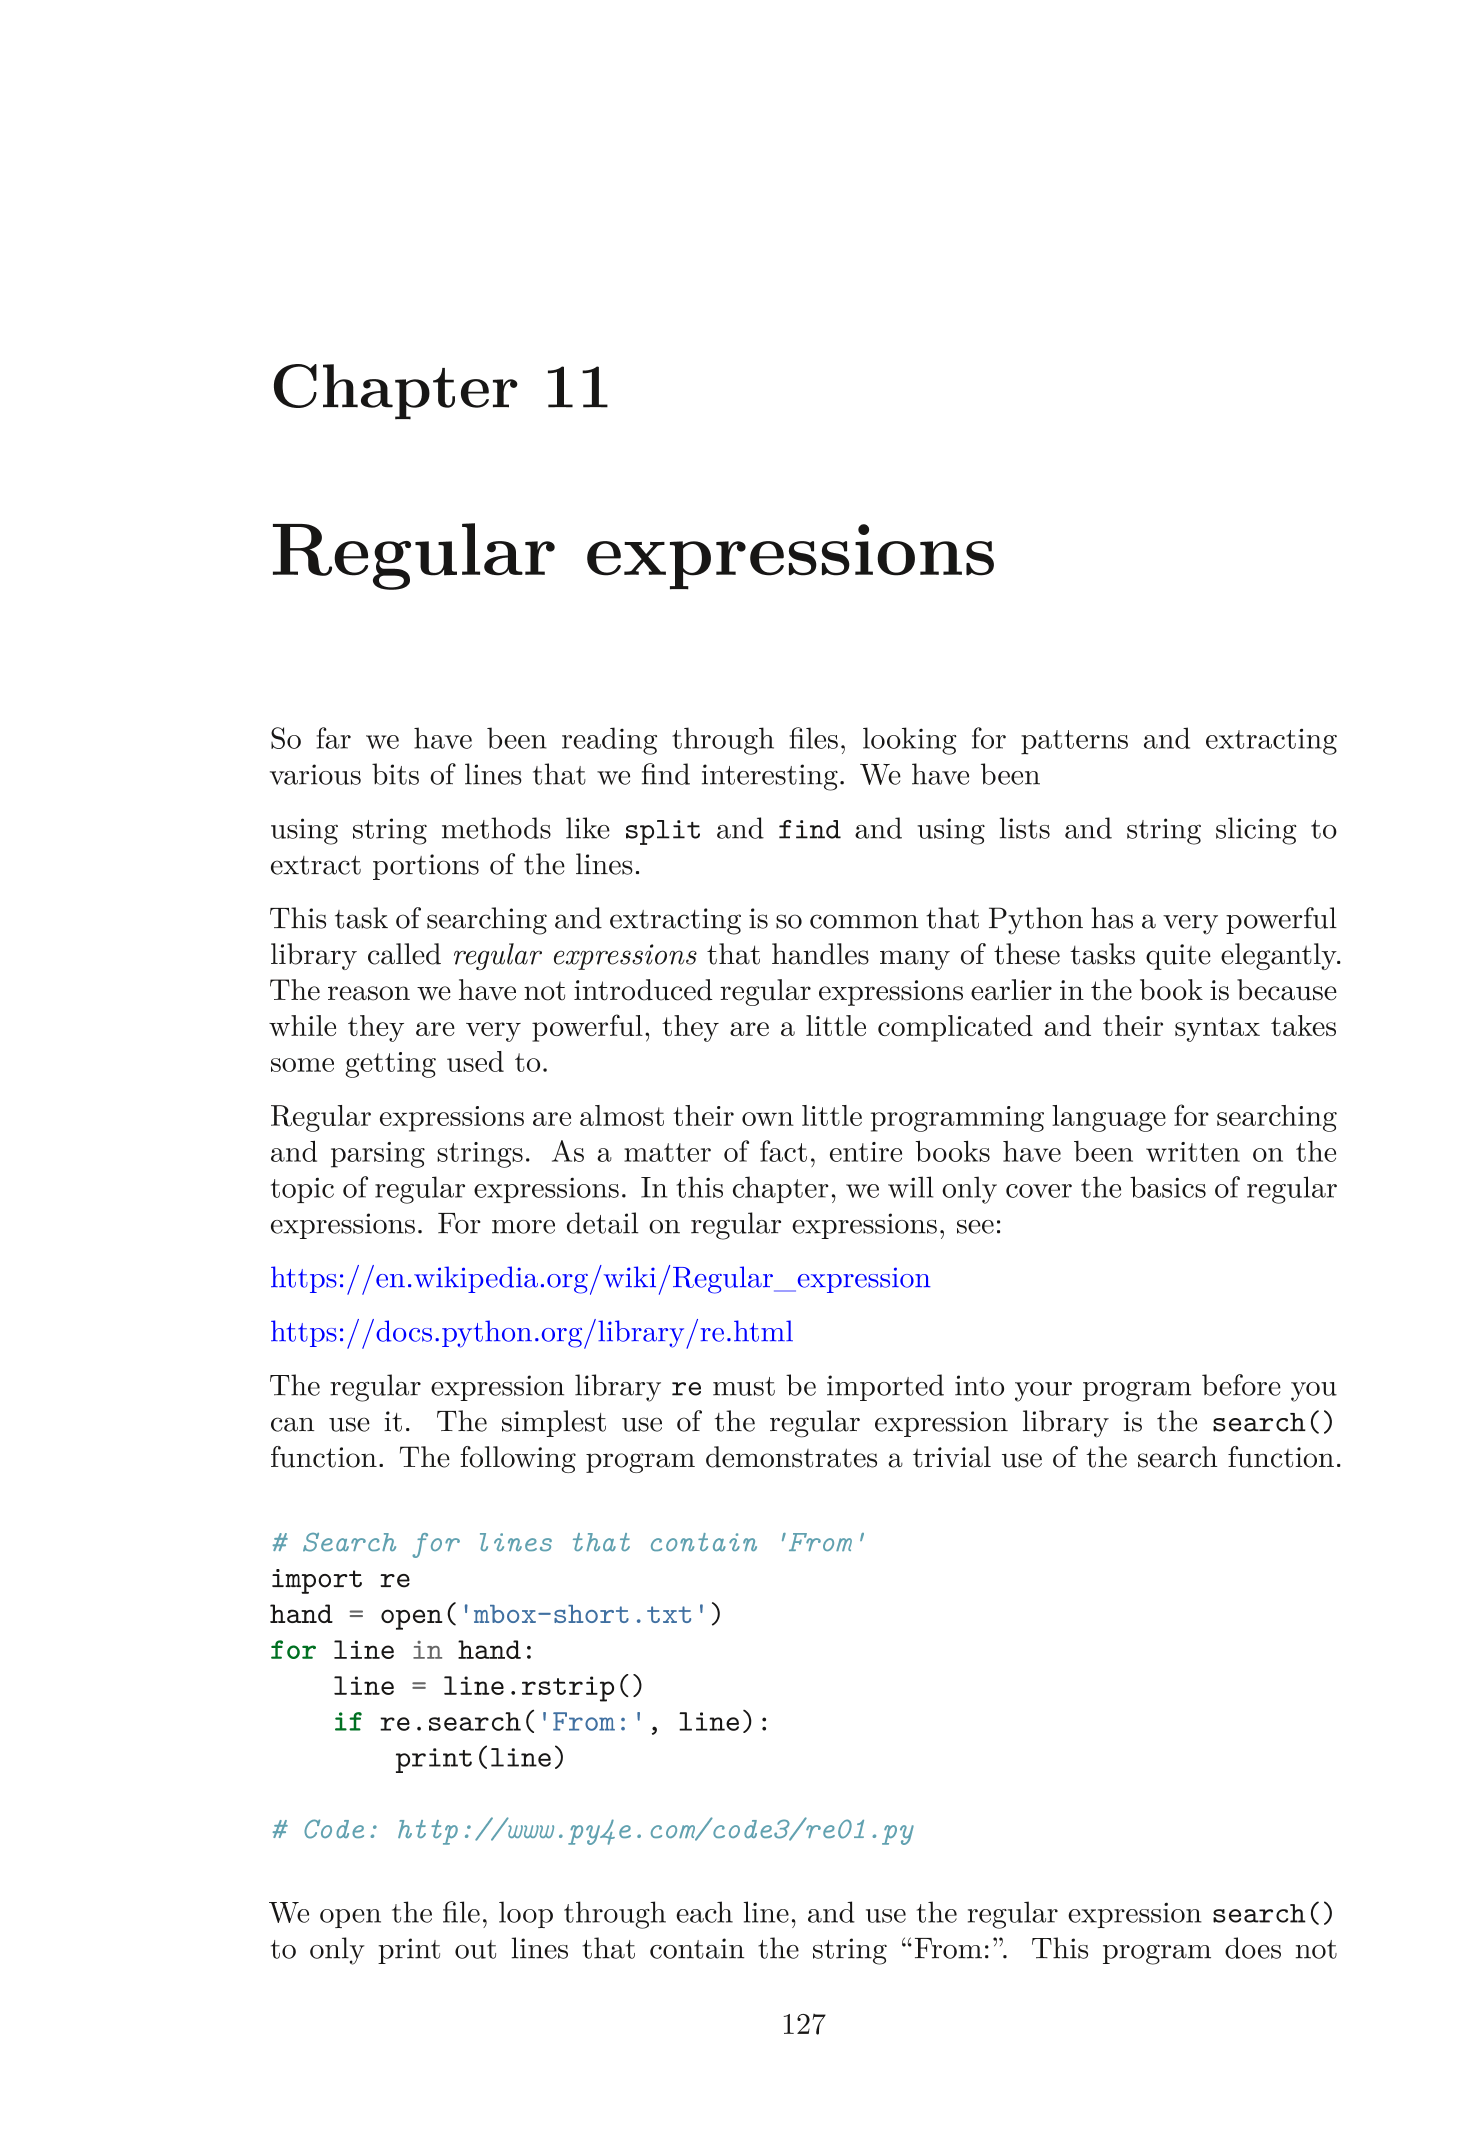 Chapter 11
Regular expressions
So far we have been reading through files, looking for patterns and extracting
various bits of lines that we find interesting. We have been
using string methods like split and find and using lists and string slicing to
extract portions of the lines.
This task of searching and extracting is so common that Python has a very powerful
library called regular expressions that handles many of these tasks quite elegantly.
The reason we have not introduced regular expressions earlier in the book is because
while they are very powerful, they are a little complicated and their syntax takes
some getting used to.
Regular expressions are almost their own little programming language for searching
and parsing strings. As a matter of fact, entire books have been written on the
topic of regular expressions. In this chapter, we will only cover the basics of regular
expressions. For more detail on regular expressions, see:
https://en.wikipedia.org/wiki/Regular_expression
https://docs.python.org/library/re.html
The regular expression library re must be imported into your program before you
can use it. The simplest use of the regular expression library is the search()
function. The following program demonstrates a trivial use of the search function.
# Search for lines that contain 'From'
import re
hand = open('mbox-short.txt')
for line in hand:
    line = line.rstrip()
    if re.search('From:', line):
        print(line)
# Code: http://www.py4e.com/code3/re01.py
We open the file, loop through each line, and use the regular expression search()
to only print out lines that contain the string “From:”. This program does not
127